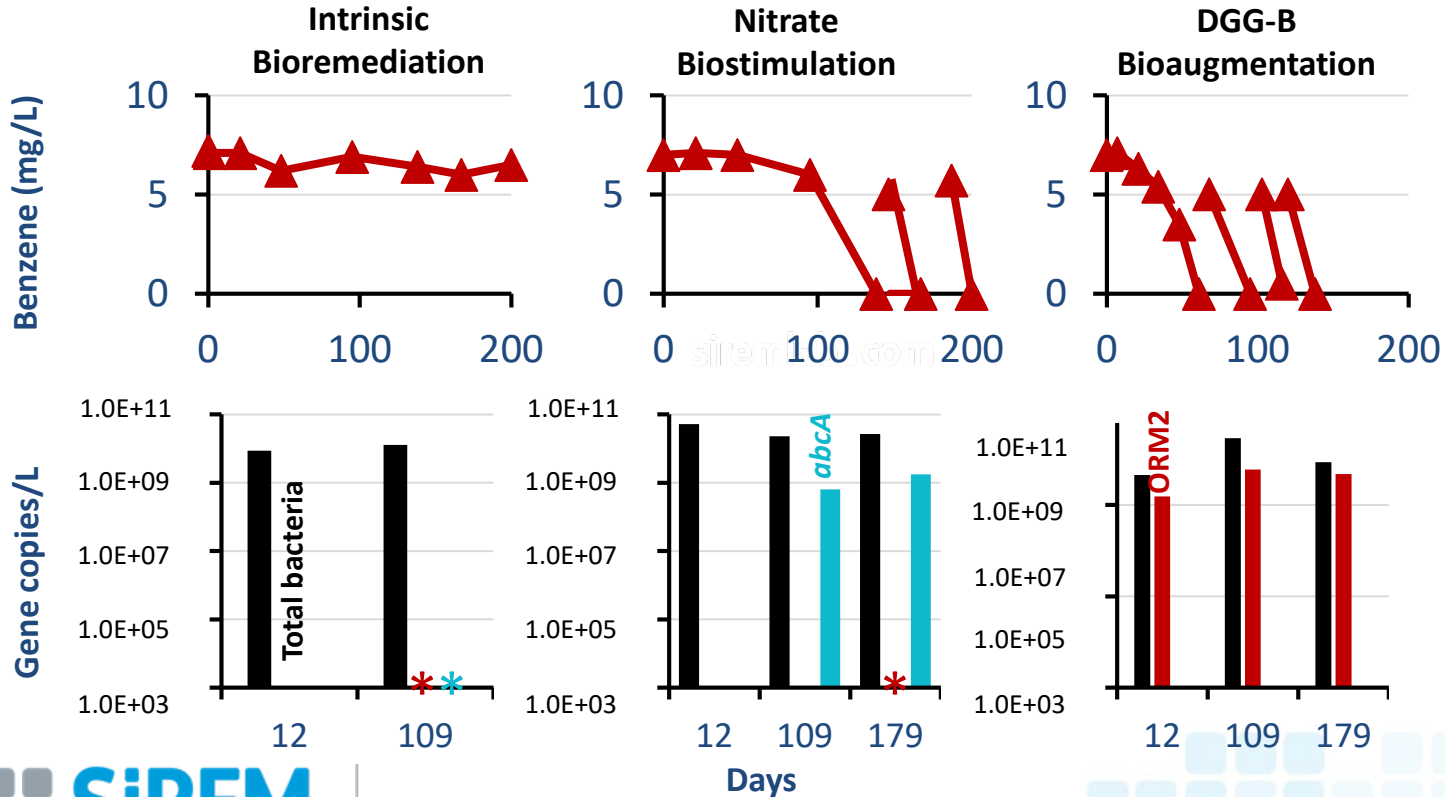 Intrinsic
Bioremediation
Nitrate
Biostimulation
DGG-B
Bioaugmentation
Benzene (mg/L)
10
5
0
0 100 200
10
5
0
0 100 200
siremlab.com
10
5
0
0 100 200
Gene copies/L
1.0E+11
1.0E+09
1.0E+07
1.0E+05
1.0E+03
Total bacteria
* *
12 109
1.0E+11
1.0E+09
1.0E+07
1.0E+05
1.0E+03
abcA
*
12 109 179
1.0E+11
1.0E+09
1.0E+07
1.0E+05
1.0E+03
ORM2
12 109 179
Days
SiREM